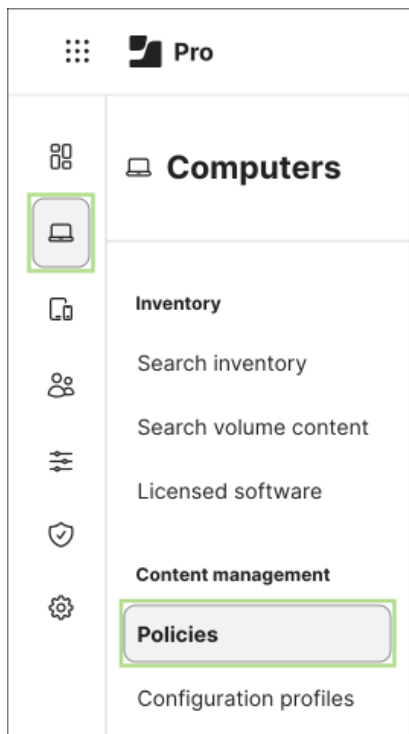 Pro
Computers
Inventory
Search inventory
Search volume content
Licensed software
Content management
Policies
Configuration profiles